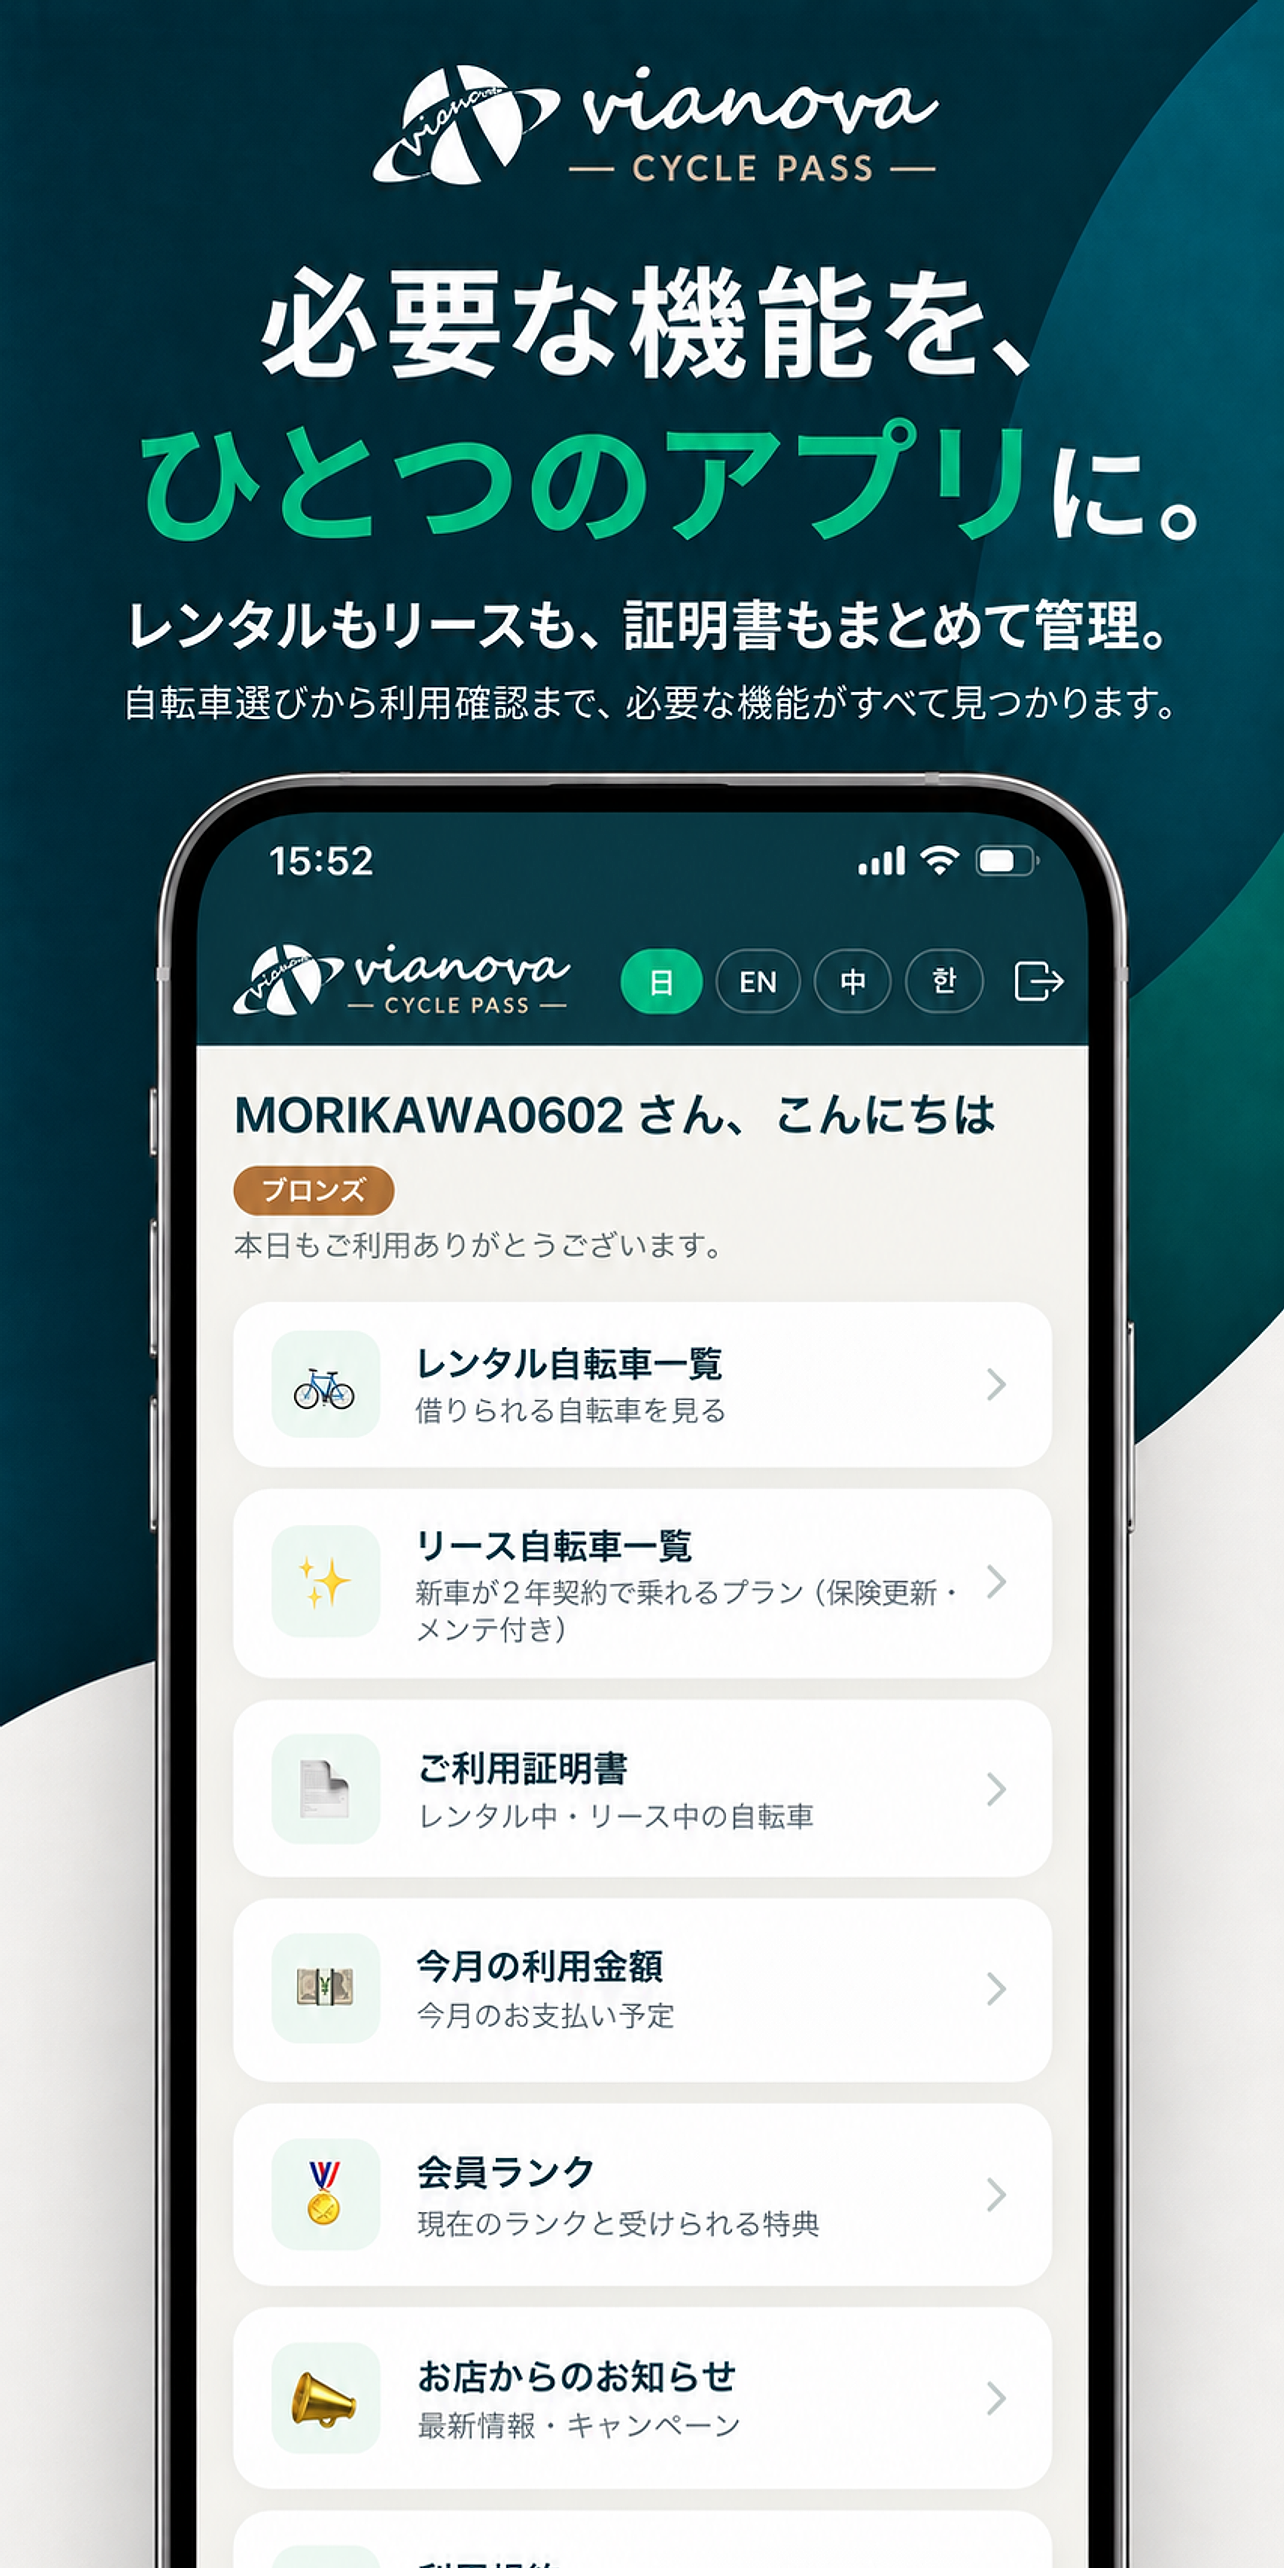 vianova
vianova
CYCLE PASS
必要な機能を、
ひとつのアプリに。
レンタルもリースも、証明書もまとめて管理。
自転車選びから利用確認まで、必要な機能がすべて見つかります。
15:52
vianova
vianova
CYCLE PASS
日 EN 中 한
MORIKAWA0602 さん、こんにちは
ブロンズ
本日もご利用ありがとうございます。
レンタル自転車一覧
借りられる自転車を見る
リース自転車一覧
新車が2年契約で乗れるプラン（保険更新・
メンテ付き）
ご利用証明書
レンタル中・リース中の自転車
今月の利用金額
今月のお支払い予定
会員ランク
現在のランクと受けられる特典
お店からのお知らせ
最新情報・キャンペーン